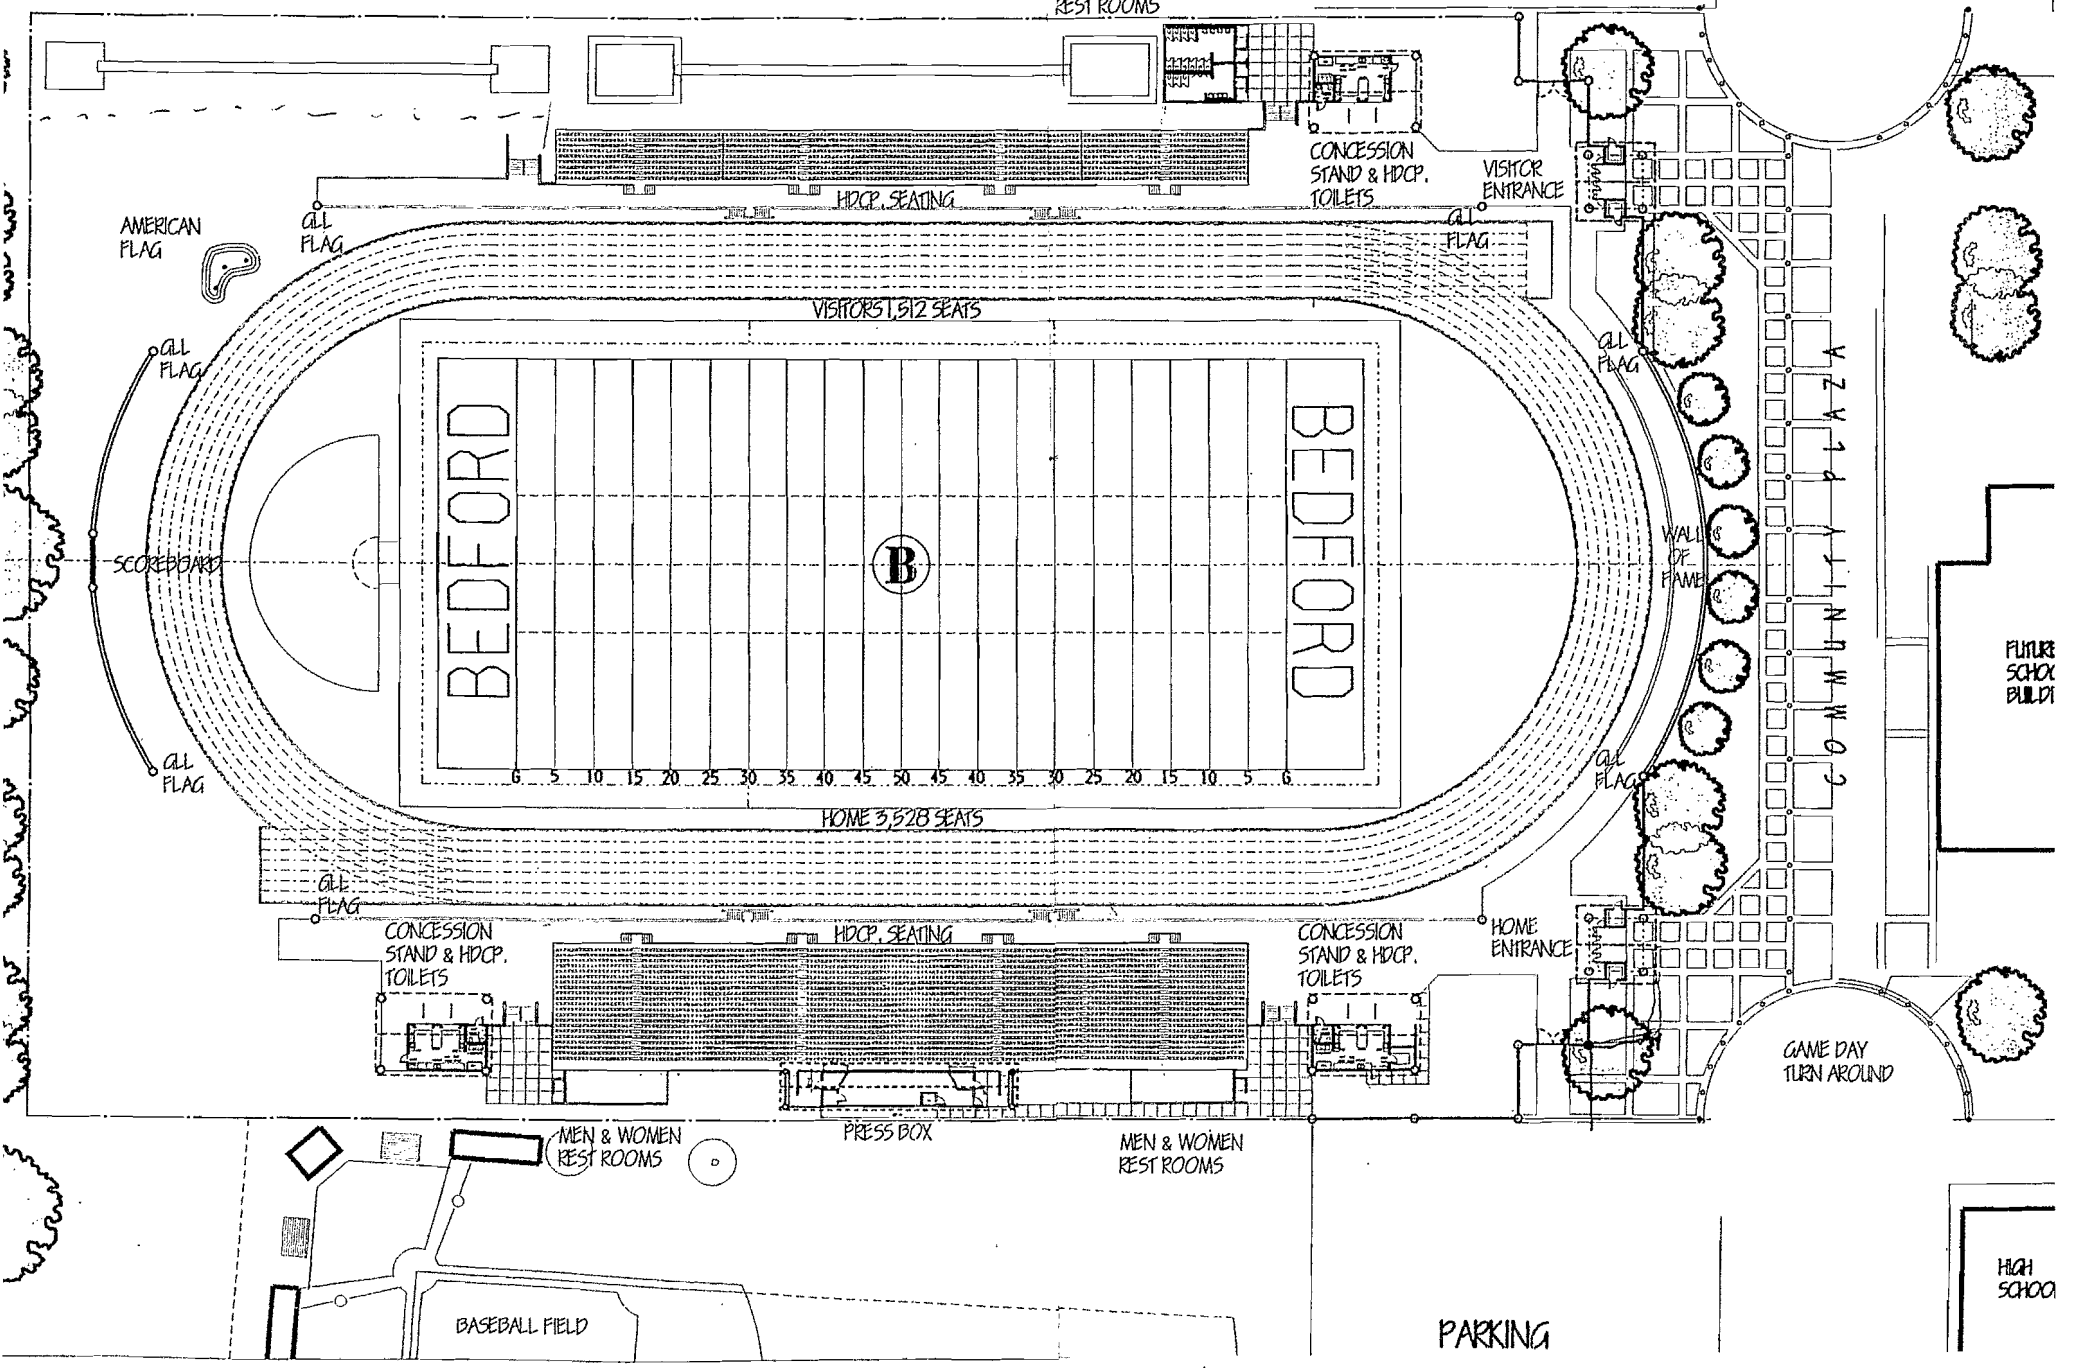 REST ROOMS
CONCESSION
STAND & HDCP.
TOILETS
VISITOR
ENTRANCE
HDCP. SEATING
AMERICAN
FLAG
GLL
FLAG
GLL
FLAG
VISITORS 1,512 SEATS
GLL
FLAG
GLL
FLAG
COMMUNITY PLAZA
BEDFORD
BEDFORD
B
SCOREBOARD
WALL
OF
FAME
FUTURE
SCHOO
BUILDI
GLL
FLAG
GLL
FLAG
G 5 10 15 20 25 30 35 40 45 50 45 40 35 30 25 20 15 10 5 G
HOME 3,528 SEATS
GLL
FLAG
CONCESSION
STAND & HDCP.
TOILETS
HDCP. SEATING
CONCESSION
STAND & HDCP.
TOILETS
HOME
ENTRANCE
GAME DAY
TURN AROUND
MEN & WOMEN
REST ROOMS
PRESS BOX
MEN & WOMEN
REST ROOMS
BASEBALL FIELD
PARKING
HIGH
SCHOOL